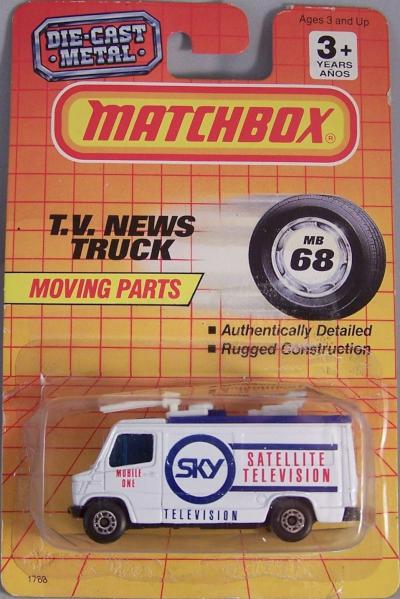 Ages 3 and Up
DIE-CAST
METAL
3+
YEARS
AÑOS
MATCHBOX®
T.V. NEWS
TRUCK
MB
68
MOVING PARTS
■ Authentically Detailed
■ Rugged Construction
MOBILE
ONE
SKY
SATELLITE
TELEVISION
TELEVISION
1788